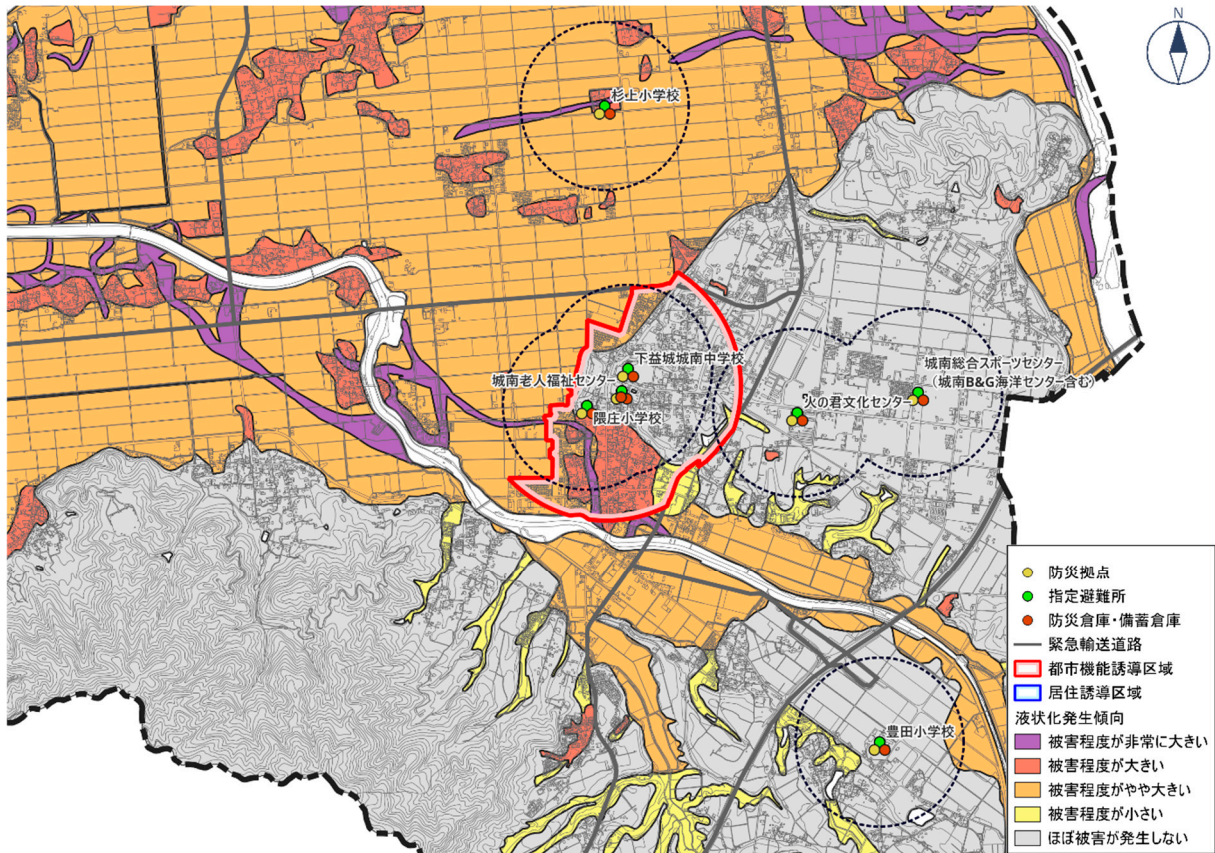 N
杉上小学校
下益城城南中学校
城南老人福祉センター
隈庄小学校
城南総合スポーツセンター
（城南B&G海洋センター含む）
火の君文化センター
豊田小学校
防災拠点
指定避難所
防災倉庫・備蓄倉庫
緊急輸送道路
都市機能誘導区域
居住誘導区域
液状化発生傾向
被害程度が非常に大きい
被害程度が大きい
被害程度がやや大きい
被害程度が小さい
ほぼ被害が発生しない